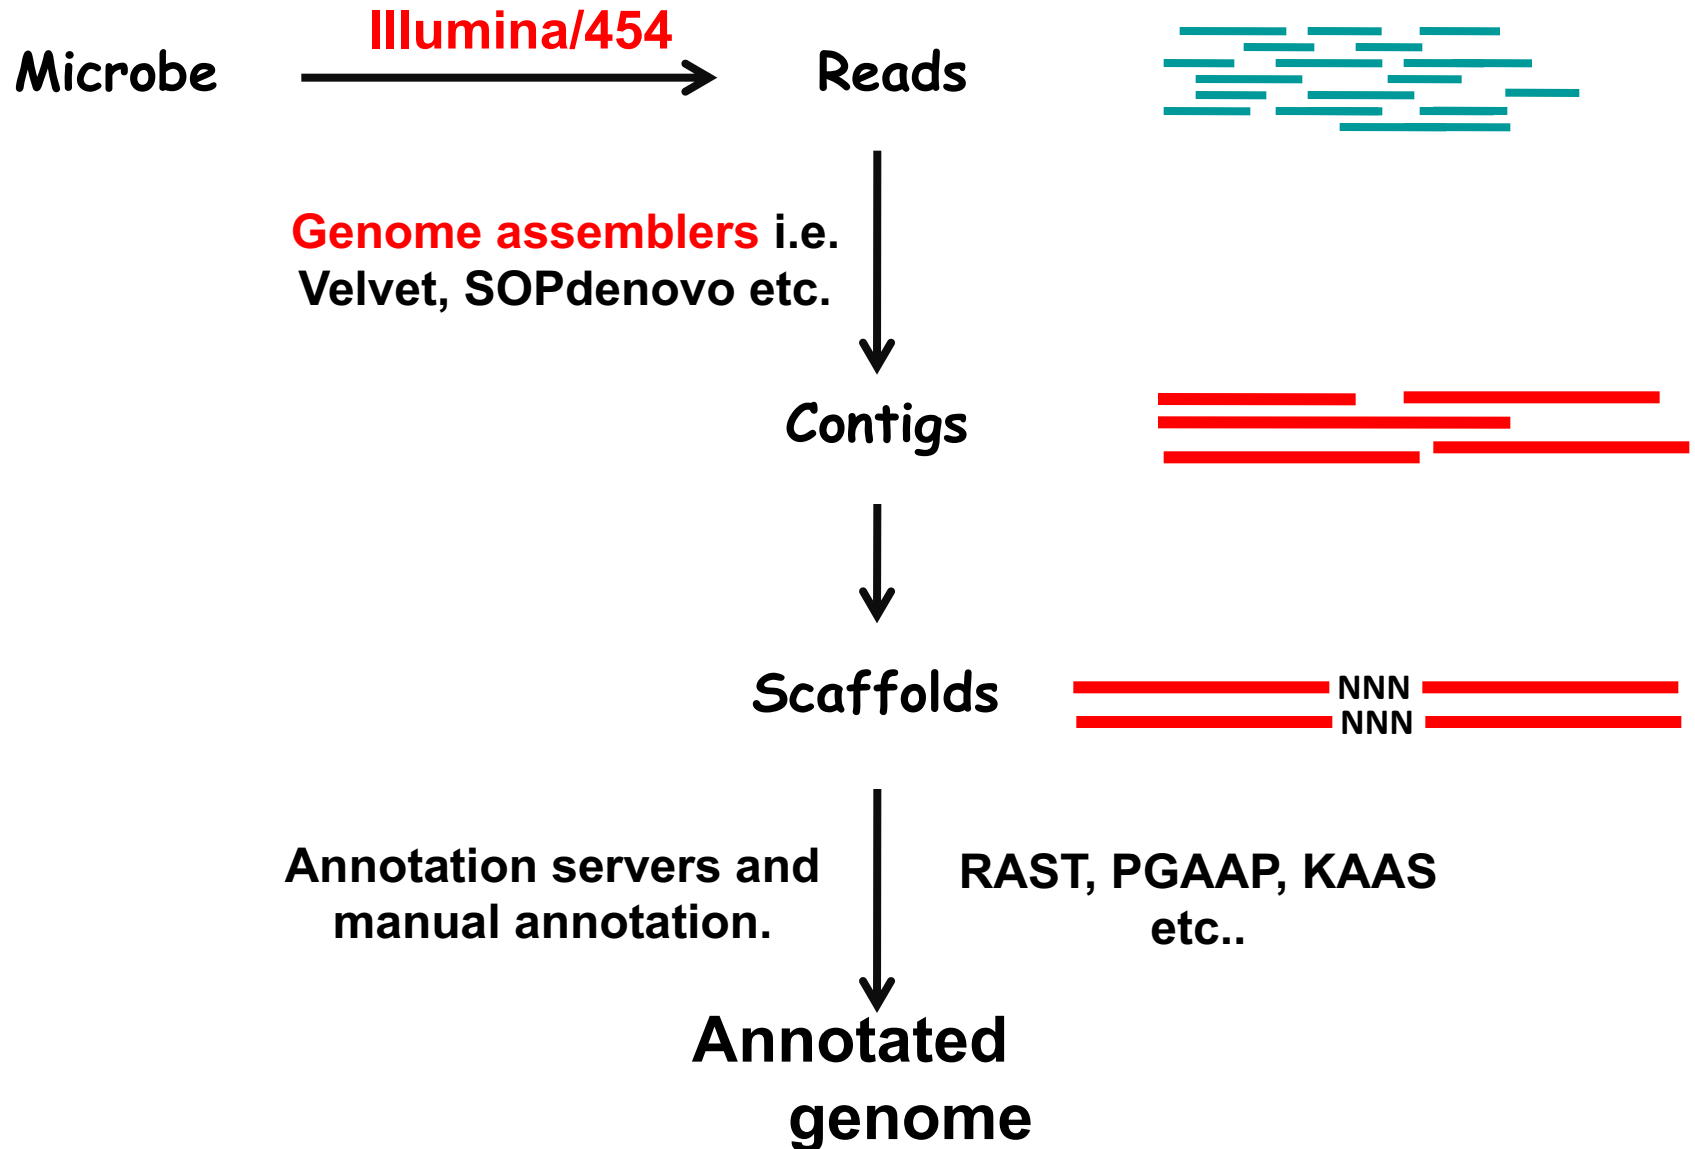 Illumina/454
Microbe
Reads
Genome assemblers i.e.
Velvet, SOPdenovo etc.
Contigs
Scaffolds
NNN
NNN
Annotation servers and
manual annotation.
RAST, PGAAP, KAAS
etc..
Annotated
genome